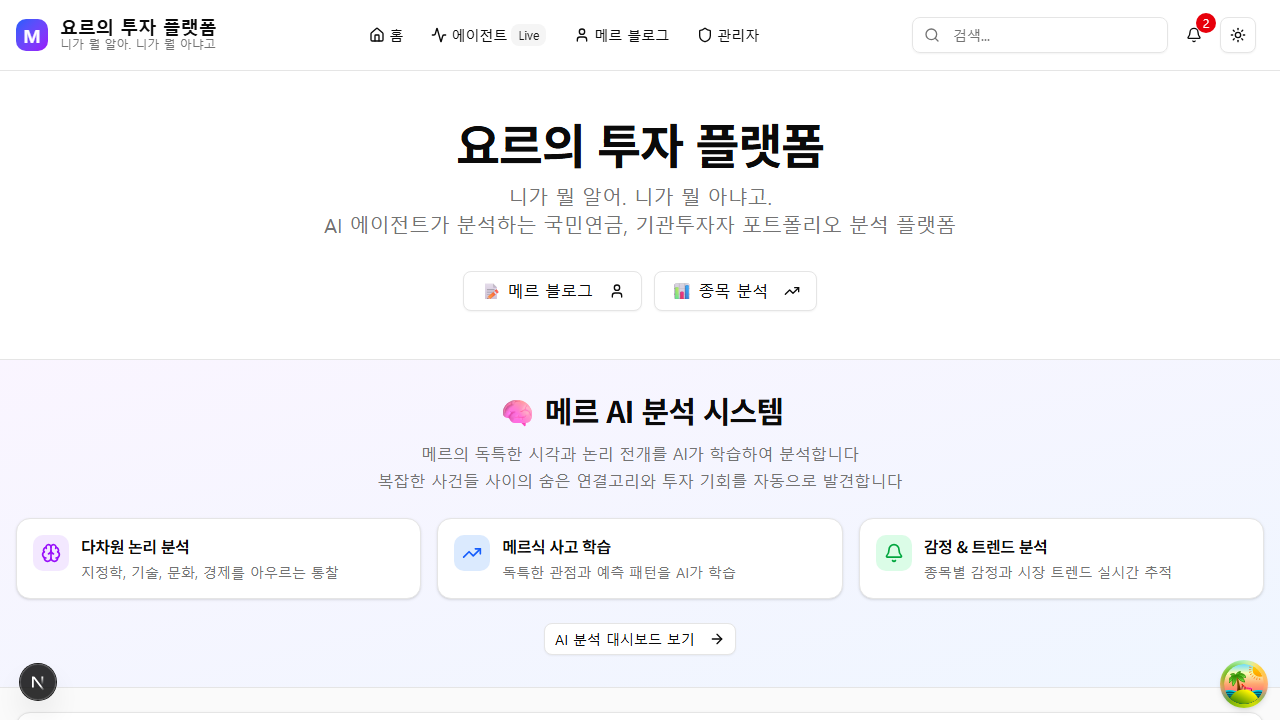 M
요르의 투자 플랫폼
니가 뭘 알아. 니가 뭘 아냐고
홈
에이전트 Live
메르 블로그
관리자
검색...
2
요르의 투자 플랫폼
니가 뭘 알어. 니가 뭘 아냐고.
AI 에이전트가 분석하는 국민연금, 기관투자자 포트폴리오 분석 플랫폼
메르 블로그
종목 분석
메르 AI 분석 시스템
메르의 독특한 시각과 논리 전개를 AI가 학습하여 분석합니다
복잡한 사건들 사이의 숨은 연결고리와 투자 기회를 자동으로 발견합니다
다차원 논리 분석
지정학, 기술, 문화, 경제를 아우르는 통찰
메르식 사고 학습
독특한 관점과 예측 패턴을 AI가 학습
감정 & 트렌드 분석
종목별 감정과 시장 트렌드 실시간 추적
AI 분석 대시보드 보기
N